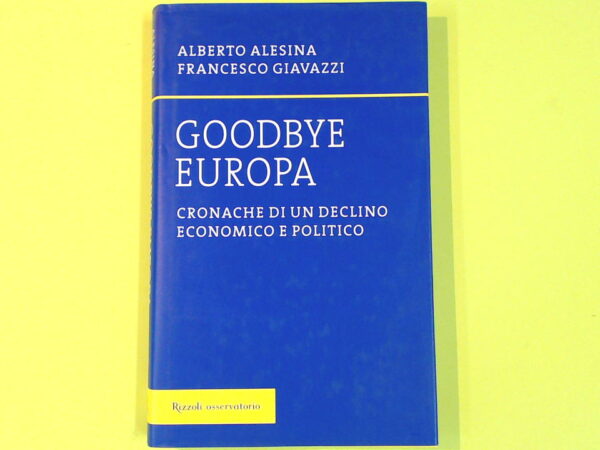 ALBERTO ALESINA
FRANCESCO GIAVAZZI
GOODBYE
EUROPA
CRONACHE DI UN DECLINO
ECONOMICO E POLITICO
Rizzoli osservatorio